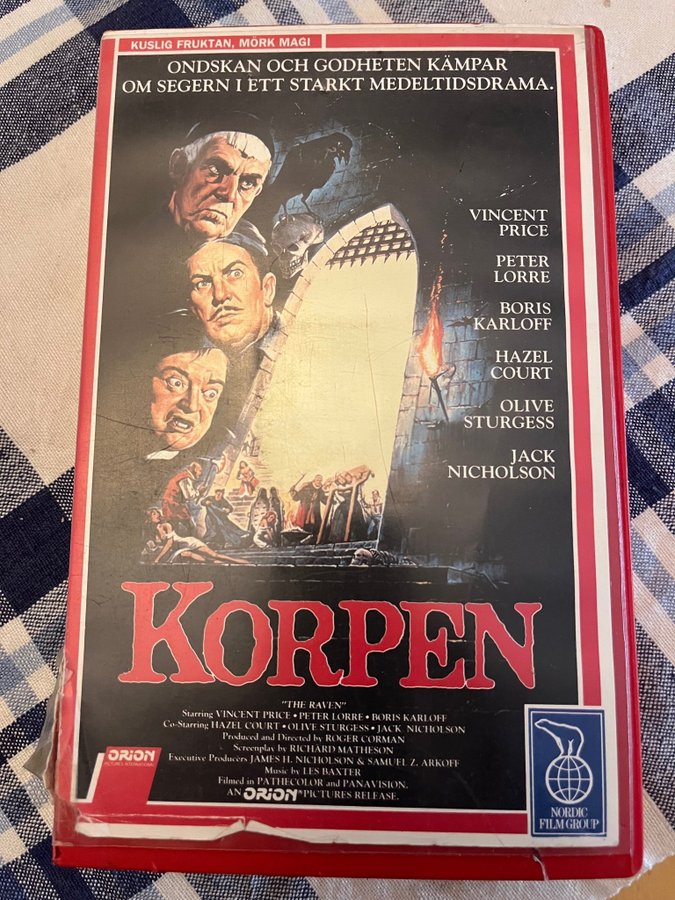 KUSLIG FRUKTAN, MÖRK MAGI
ONDSKAN OCH GODHETEN KÄMPAR
OM SEGERN I ETT STARKT MEDELTIDSDRAMA.
VINCENT
PRICE
PETER
LORRE
BORIS
KARLOFF
HAZEL
COURT
OLIVE
STURGESS
JACK
NICHOLSON
KORPEN
"THE RAVEN"
Starring VINCENT PRICE • PETER LORRE • BORIS KARLOFF
Co-Starring HAZEL COURT • OLIVE STURGESS • JACK NICHOLSON
Produced and Directed by ROGER CORMAN
Screenplay by RICHARD MATHESON
Executive Producers JAMES H. NICHOLSON & SAMUEL Z. ARKOFF
Music by LES BAXTER
Filmed in PATHECOLOR and PANAVISION.
AN ORION PICTURES RELEASE.
ORION
PICTURES INTERNATIONAL
NORDIC
FILM GROUP